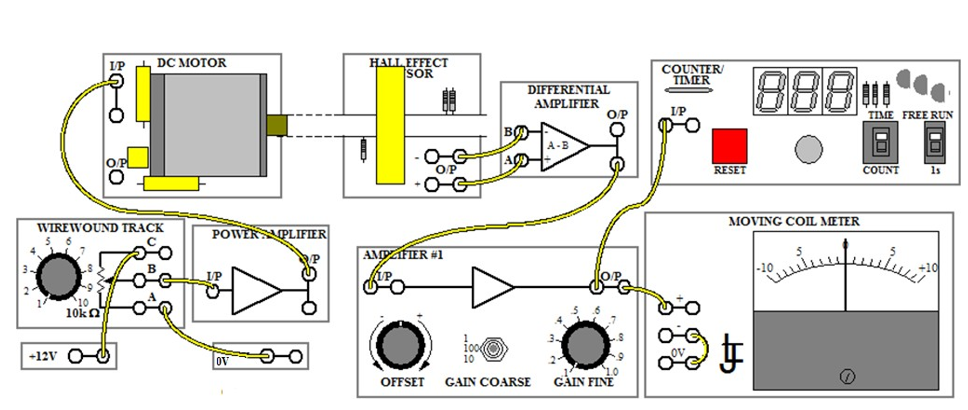 DC MOTOR
I/P
O/P
HALL EFFECT
SOR
-
O/P
+
DIFFERENTIAL
AMPLIFIER
B
-
A - B
A
+
O/P
COUNTER/
TIMER
I/P
888
RESET
TIME
COUNT
FREE RUN
1s
WIREWOUND TRACK
1 2 3 4 5 6 7 8 9 10
10k Ω
C
B
A
POWER AMPLIFIER
I/P
O/P
+12V
0V
AMPLIFIER #1
I/P
O/P
- +
OFFSET
1
100
10
GAIN COARSE
.1 .2 .3 .4 .5 .6 .7 .8 .9 1.0
GAIN FINE
MOVING COIL METER
-10 5 0 5 +10
+
-
0V